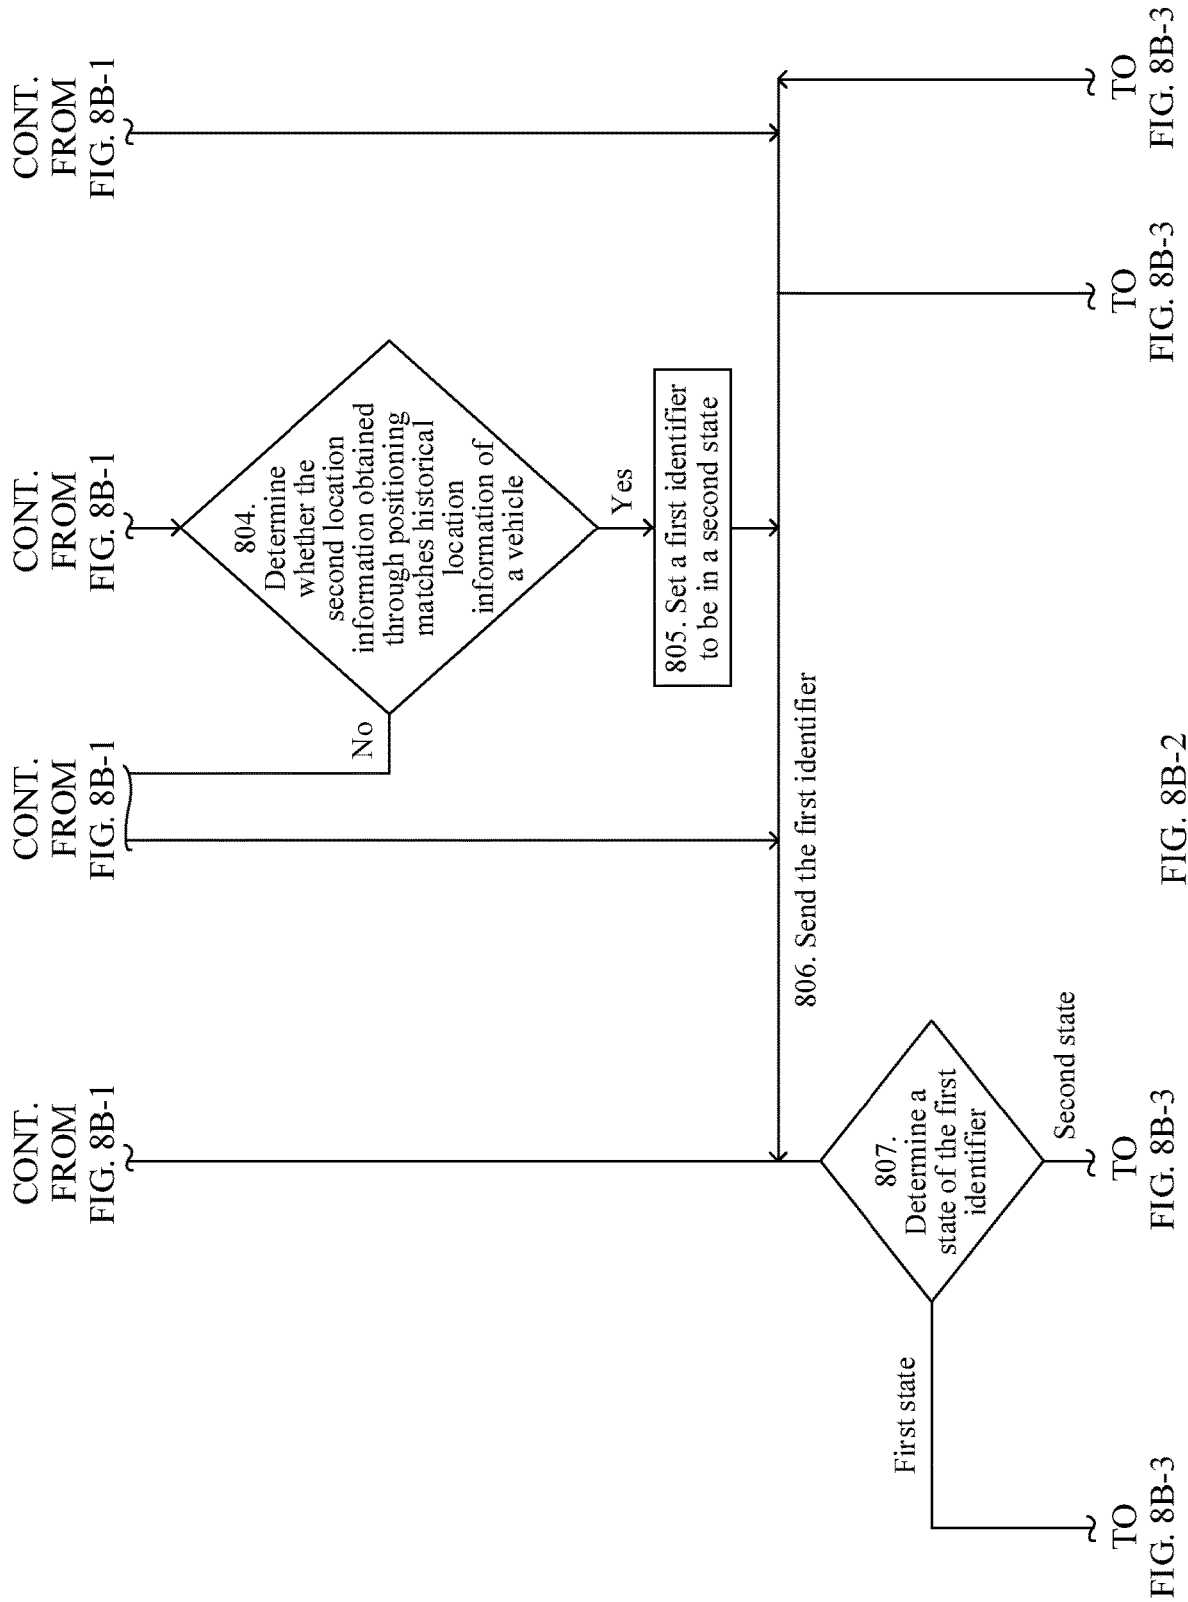 CONT.
FROM
FIG. 8B-1
CONT.
FROM
FIG. 8B-1
CONT.
FROM
FIG. 8B-1
CONT.
FROM
FIG. 8B-1
804.
Determine
whether the
second location
information obtained
through positioning
matches historical
location
information of
a vehicle
No
Yes
805. Set a first identifier
to be in a second state
806. Send the first identifier
807.
Determine a
state of the first
identifier
First state
Second state
TO
FIG. 8B-3
TO
FIG. 8B-3
TO
FIG. 8B-3
TO
FIG. 8B-3
FIG. 8B-2